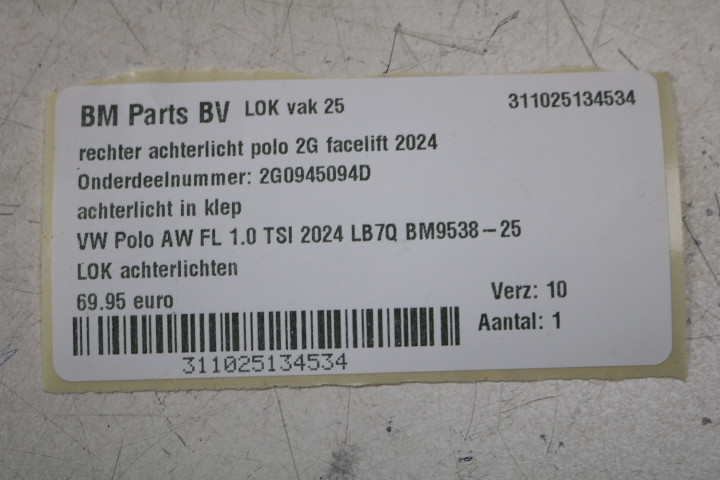 BM Parts BV LOK vak 25 311025134534
rechter achterlicht polo 2G facelift 2024
Onderdeelnummer: 2G0945094D
achterlicht in klep
VW Polo AW FL 1.0 TSI 2024 LB7Q BM9538-25
LOK achterlichten
69.95 euro
Verz: 10
Aantal: 1
311025134534